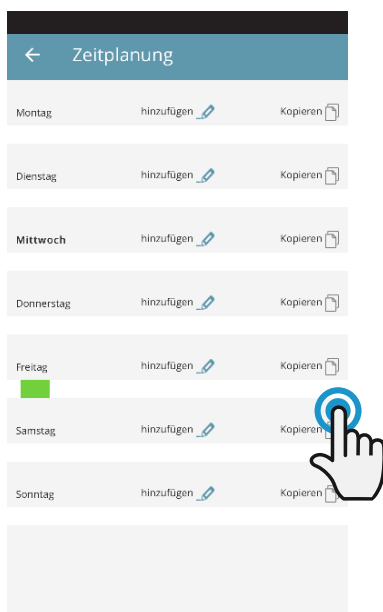 Zeitplanung
Montag hinzufügen Kopieren
Dienstag hinzufügen Kopieren
Mittwoch hinzufügen Kopieren
Donnerstag hinzufügen Kopieren
Freitag hinzufügen Kopieren
Samstag hinzufügen Kopieren
Sonntag hinzufügen Kopieren